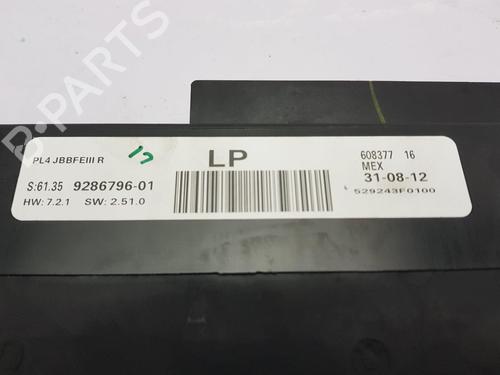 B-PARTS
PL4 JBBFEIII R
LP
608377 16
MEX
S:61.35 9286796-01
31-08-12
HW: 7.2.1 SW: 2.51.0
529243F0100